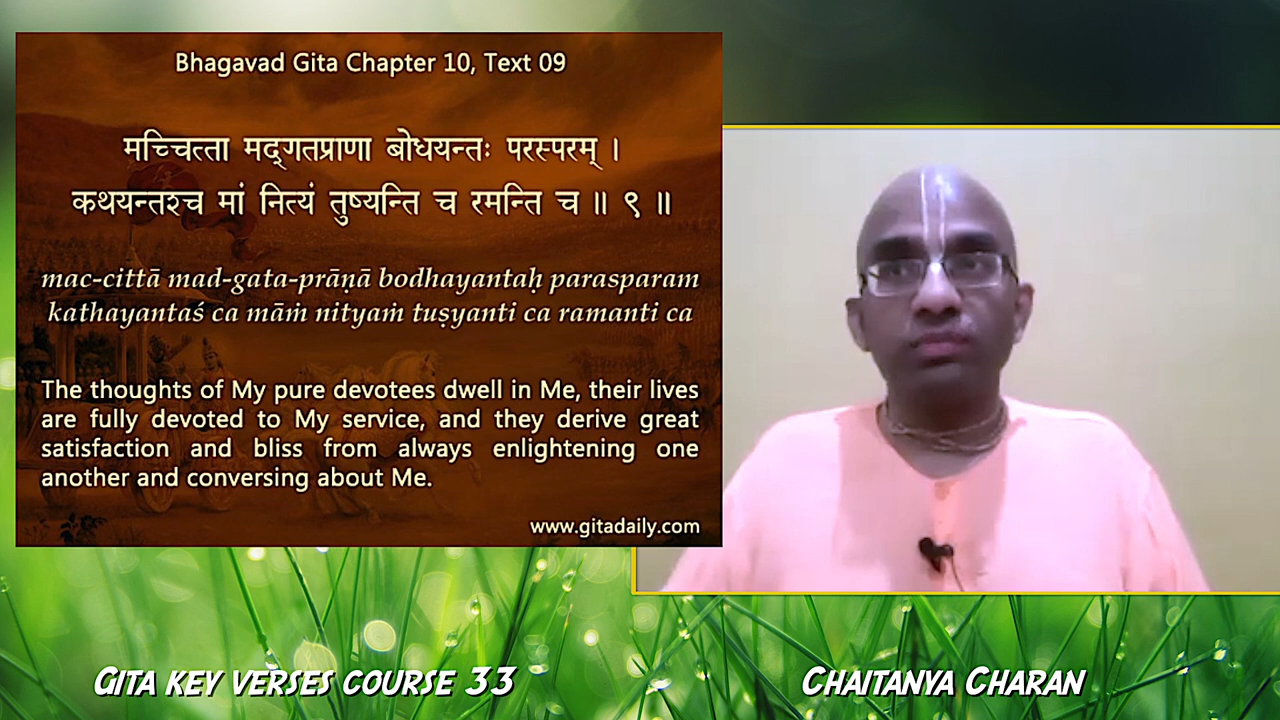 Bhagavad Gita Chapter 10, Text 09
मच्चित्ता मद्गतप्राणा बोधयन्तः परस्परम् ।
कथयन्तश्च मां नित्यं तुष्यन्ति च रमन्ति च ॥ ९ ॥
mac-cittā mad-gata-prāṇā bodhayantaḥ parasparam
kathayantaś ca māṁ nityaṁ tuṣyanti ca ramanti ca
The thoughts of My pure devotees dwell in Me, their lives
are fully devoted to My service, and they derive great
satisfaction and bliss from always enlightening one
another and conversing about Me.
www.gitadaily.com
Gita key verses course 33
Chaitanya Charan